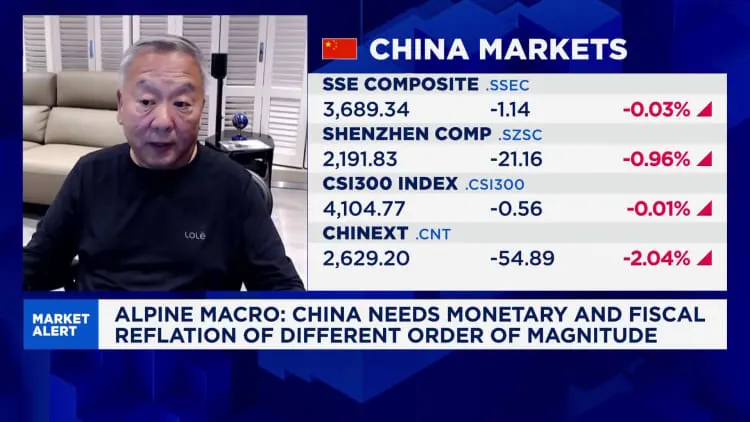 CHINA MARKETS
SSE COMPOSITE .SSEC
3,689.34 -1.14 -0.03%
SHENZHEN COMP .SZSC
2,191.83 -21.16 -0.96%
CSI300 INDEX .CSI300
4,104.77 -0.56 -0.01%
CHINEXT .CNT
2,629.20 -54.89 -2.04%
LOLË
MARKET
ALERT
ALPINE MACRO: CHINA NEEDS MONETARY AND FISCAL
REFLATION OF DIFFERENT ORDER OF MAGNITUDE